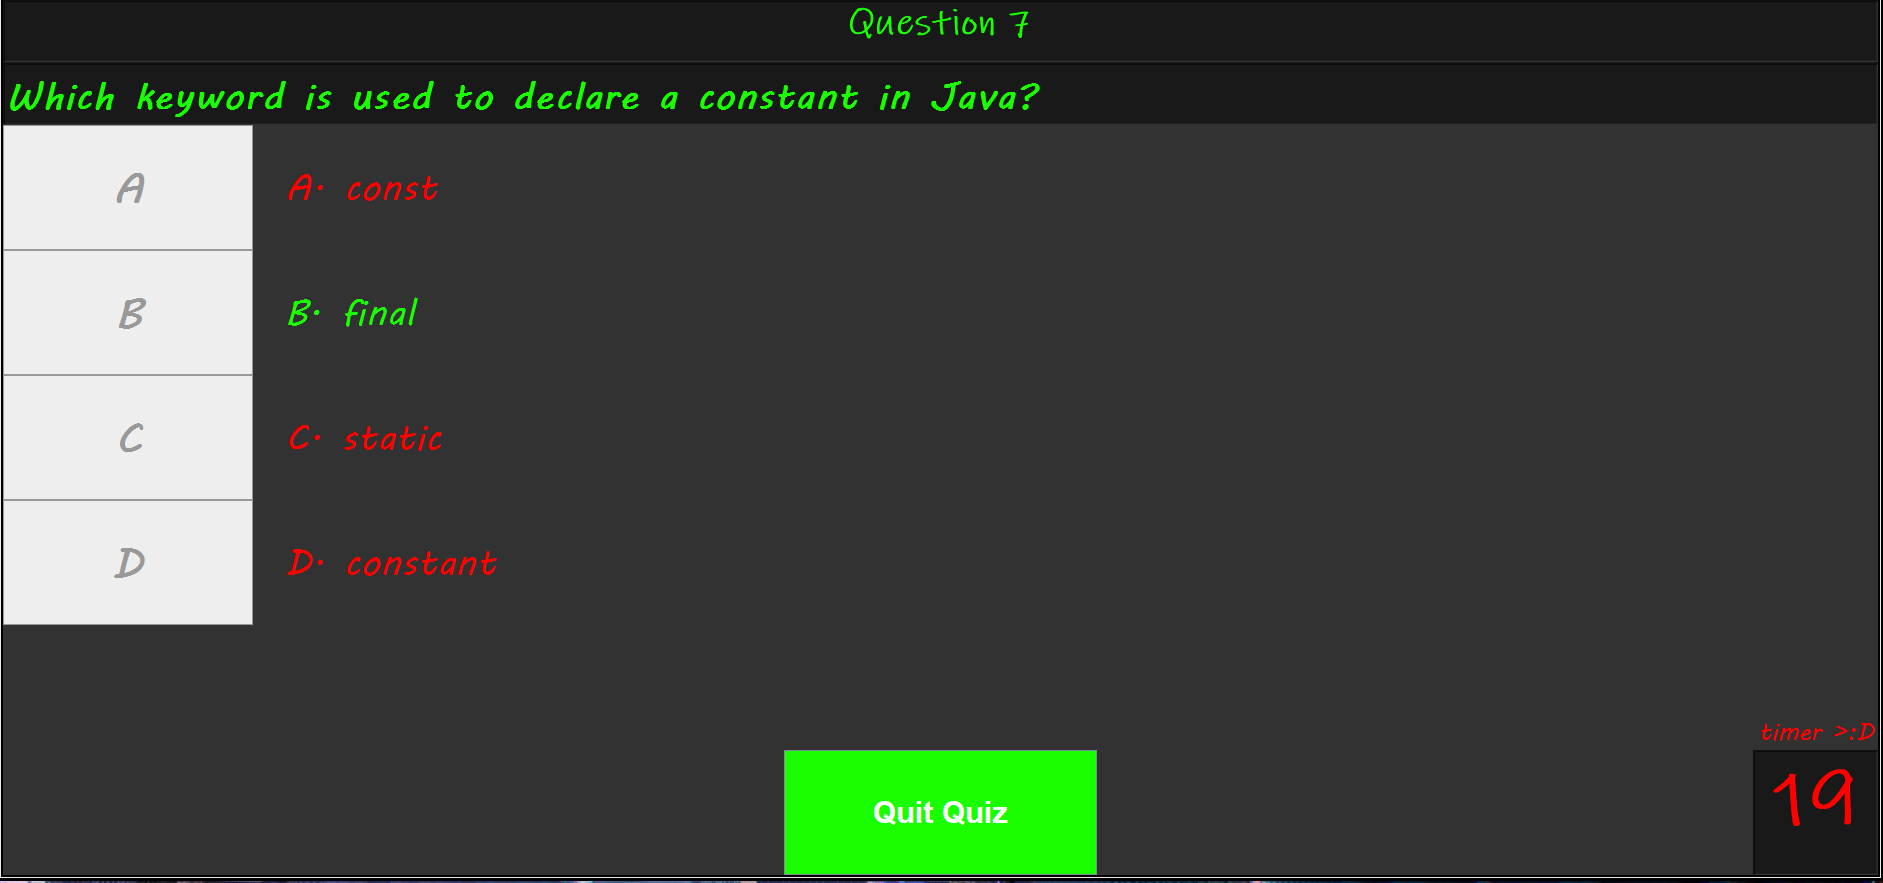 Question 7
Which keyword is used to declare a constant in Java?
A
A. const
B
B. final
C
C. static
D
D. constant
timer >:D
Quit Quiz
19